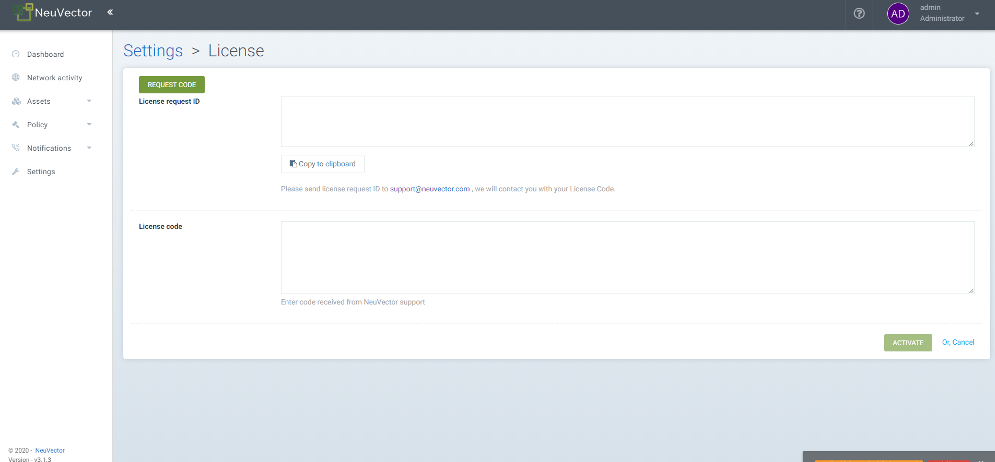 NeuVector
«
AD
admin
Administrator
Dashboard
Network activity
Assets
Policy
Notifications
Settings
Settings > License
REQUEST CODE
License request ID
Copy to clipboard
Please send license request ID to support@neuvector.com , we will contact you with your License Code.
License code
Enter code received from NeuVector support
ACTIVATE
Or, Cancel
© 2020 - NeuVector
Version - v3.1.3